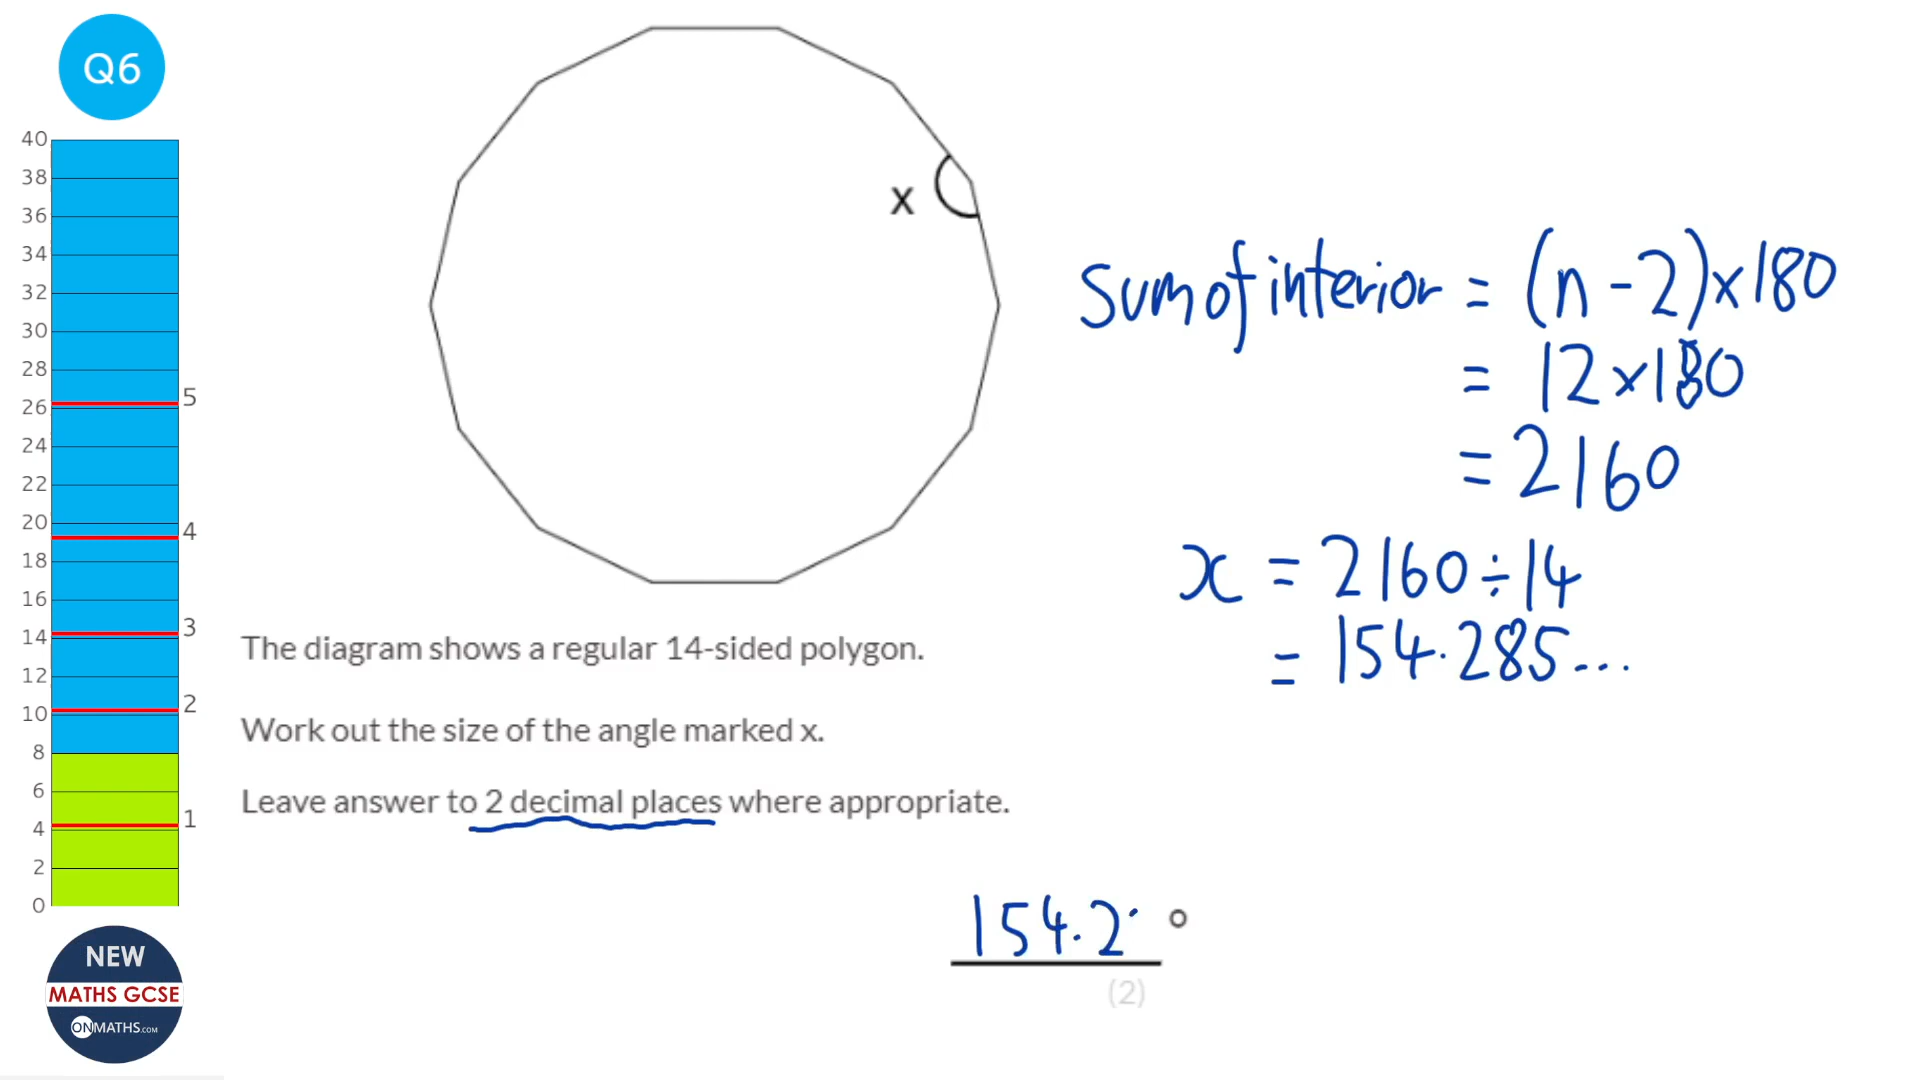 Q6
40
38
36
34
32
30
28
26
24
22
20
18
16
14
12
10
8
6
4
2
0
5
4
3
2
1
x
Sum of interior = (n - 2) × 180
= 12 × 180
= 2160
x = 2160 ÷ 14
= 154.285...
The diagram shows a regular 14-sided polygon.
Work out the size of the angle marked x.
Leave answer to 2 decimal places where appropriate.
154.2 °
(2)
NEW
MATHS GCSE
ONMATHS.COM